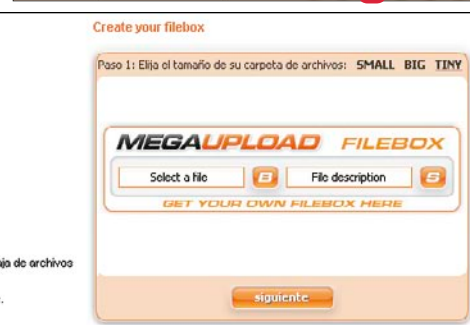 Create your filebox
Paso 1: Elija el tamaño de su carpeta de archivos: SMALL BIG TINY
MEGAUPLOAD FILEBOX
Select a file B File description S
GET YOUR OWN FILEBOX HERE
de archivos
siguiente